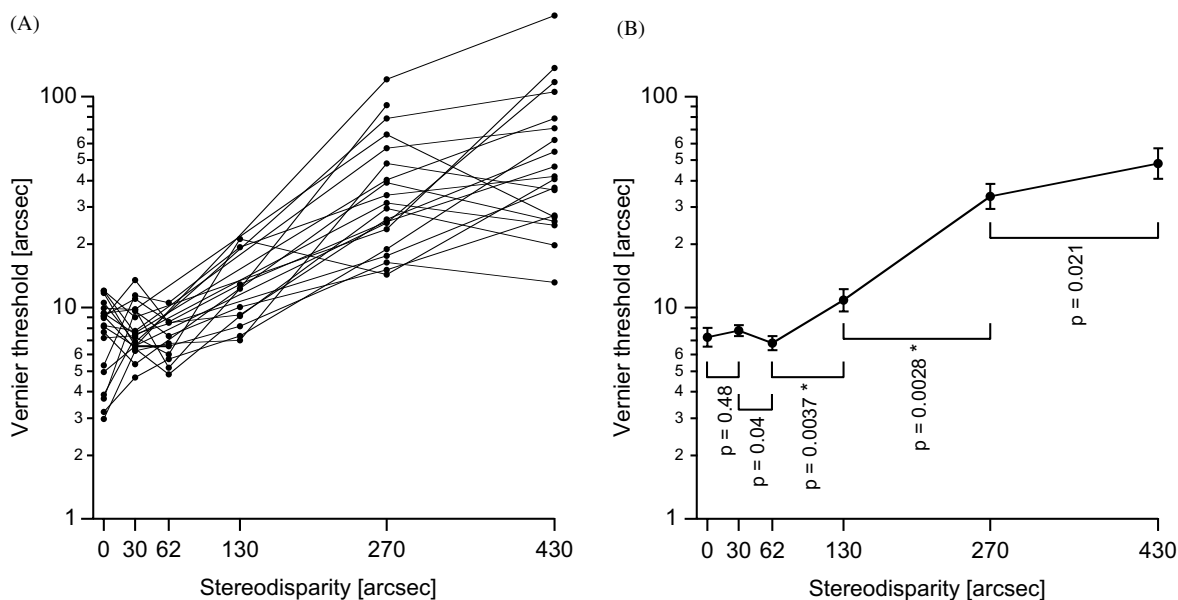 (A)
Vernier threshold [arcsec]
100
6
5
4
3
2
10
6
5
4
3
2
1
0 30 62 130 270 430
Stereodisparity [arcsec]
(B)
Vernier threshold [arcsec]
100
6
5
4
3
2
10
6
5
4
3
2
1
p = 0.48
p = 0.04
p = 0.0037 *
p = 0.0028 *
p = 0.021
0 30 62 130 270 430
Stereodisparity [arcsec]